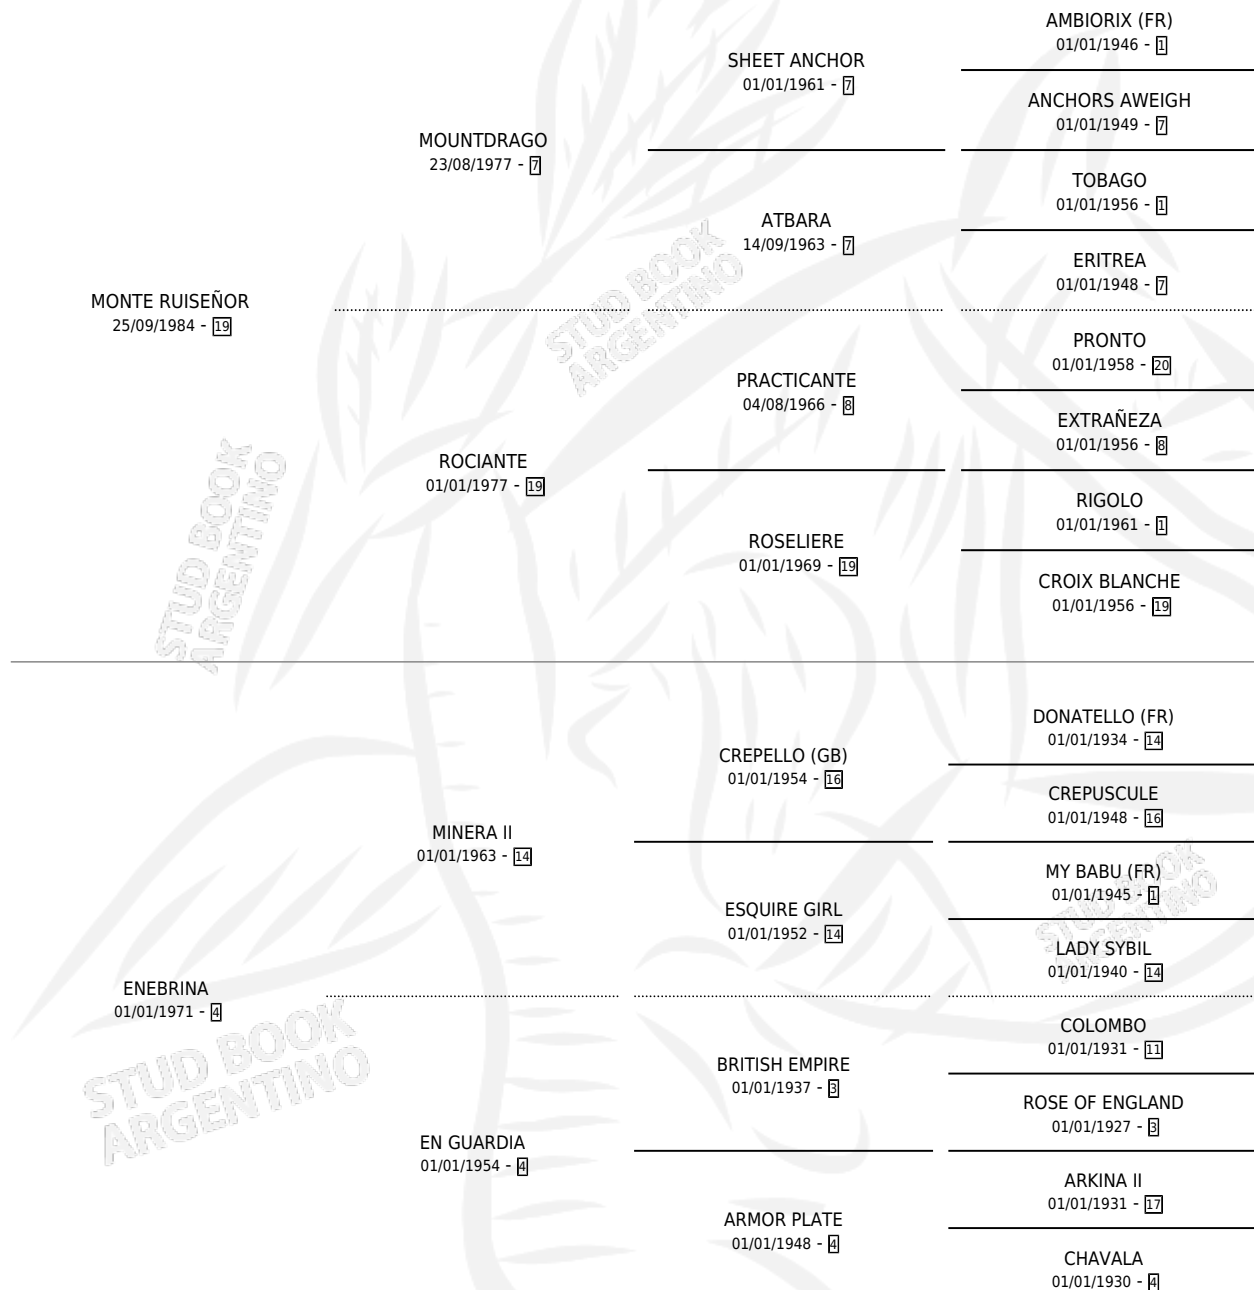 AMBIORIX (FR)
01/01/1946 - 1
SHEET ANCHOR
01/01/1961 - 7
ANCHORS AWEIGH
01/01/1949 - 7
MOUNTDRAGO
23/08/1977 - 7
TOBAGO
01/01/1956 - 1
ATBARA
14/09/1963 - 7
ERITREA
01/01/1948 - 7
MONTE RUISEÑOR
25/09/1984 - 19
PRONTO
01/01/1958 - 20
PRACTICANTE
04/08/1966 - 8
EXTRAÑEZA
01/01/1956 - 8
ROCIANTE
01/01/1977 - 19
RIGOLO
01/01/1961 - 1
ROSELIERE
01/01/1969 - 19
CROIX BLANCHE
01/01/1956 - 19
DONATELLO (FR)
01/01/1934 - 14
CREPELLO (GB)
01/01/1954 - 16
CREPUSCULE
01/01/1948 - 16
MINERA II
01/01/1963 - 14
MY BABU (FR)
01/01/1945 - 1
ESQUIRE GIRL
01/01/1952 - 14
LADY SYBIL
01/01/1940 - 14
ENEBRINA
01/01/1971 - 4
COLOMBO
01/01/1931 - 11
BRITISH EMPIRE
01/01/1937 - 3
ROSE OF ENGLAND
01/01/1927 - 3
EN GUARDIA
01/01/1954 - 4
ARKINA II
01/01/1931 - 17
ARMOR PLATE
01/01/1948 - 4
CHAVALA
01/01/1930 - 4
STUD BOOK
ARGENTINO
STUD BOOK
ARGENTINO
STUD BOOK
ARGENTINO
STUD BOOK
ARGENTINO